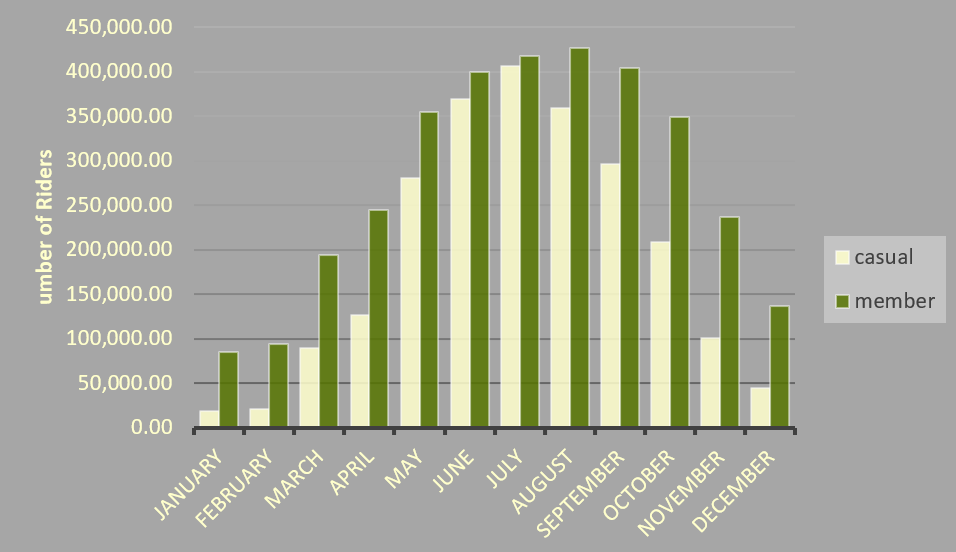 450,000.00
400,000.00
350,000.00
300,000.00
250,000.00
200,000.00
150,000.00
100,000.00
50,000.00
0.00
umber of Riders
JANUARY
FEBRUARY
MARCH
APRIL
MAY
JUNE
JULY
AUGUST
SEPTEMBER
OCTOBER
NOVEMBER
DECEMBER
casual
member